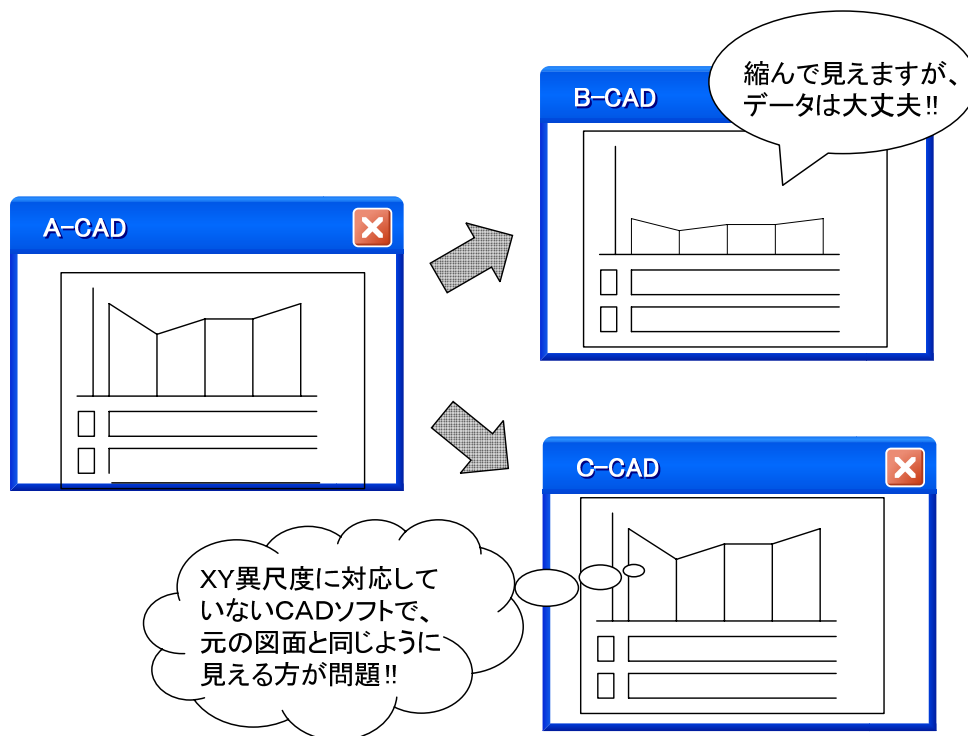 縮んで見えますが、
データは大丈夫!!
B-CAD
A-CAD
C-CAD
XY異尺度に対応して
いないCADソフトで、
元の図面と同じように
見える方が問題!!